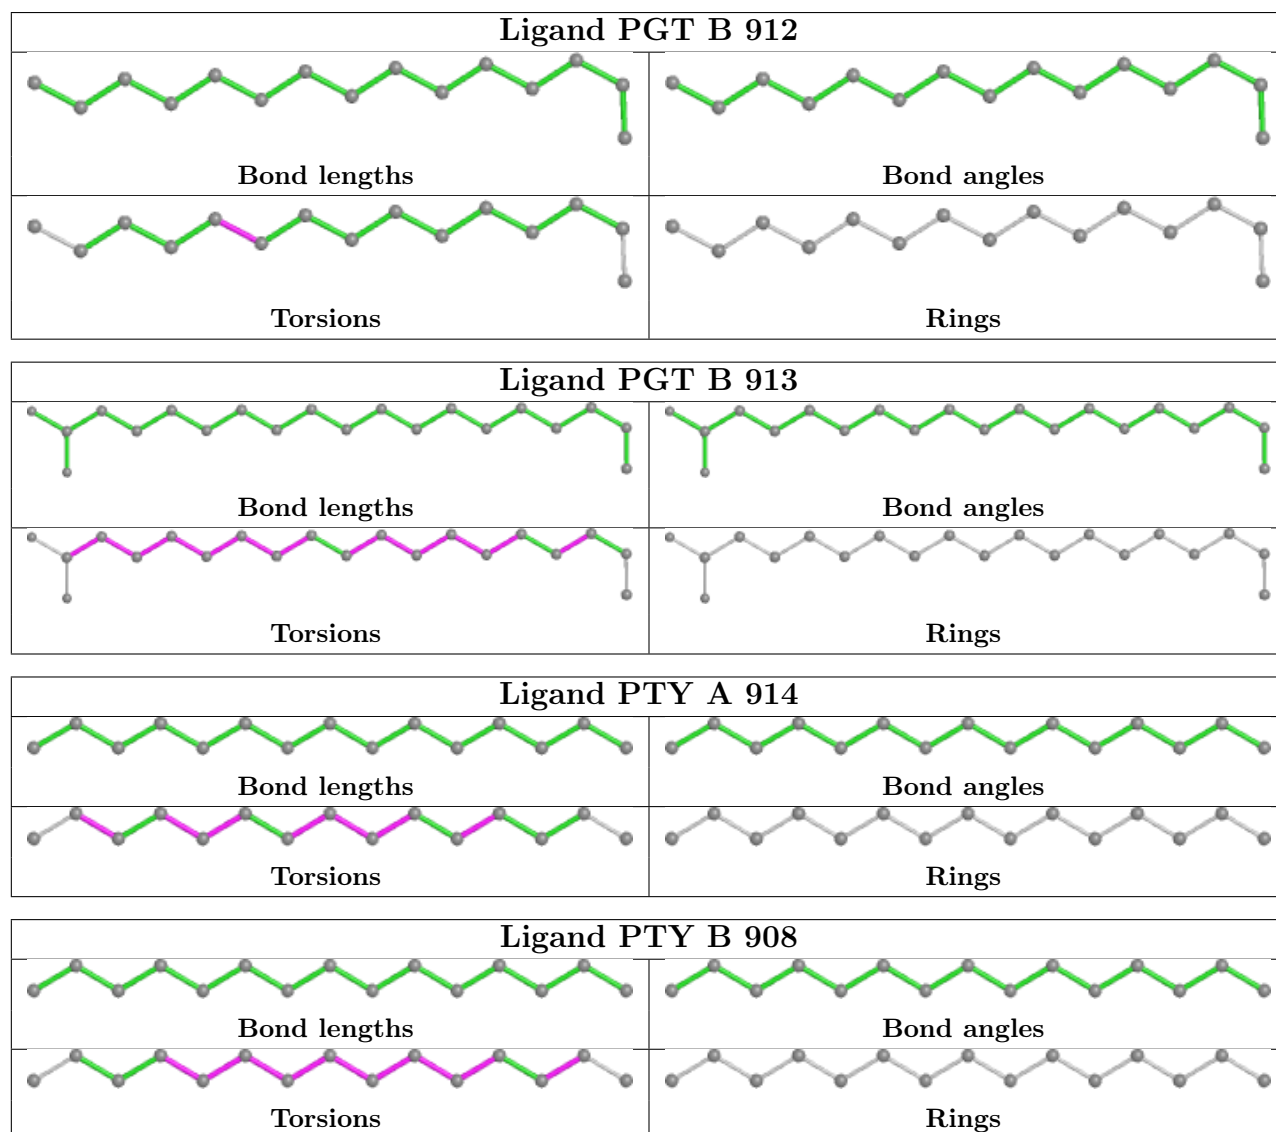 Ligand PGT B 912
Bond lengths Bond angles
Torsions Rings
Ligand PGT B 913
Bond lengths Bond angles
Torsions Rings
Ligand PTY A 914
Bond lengths Bond angles
Torsions Rings
Ligand PTY B 908
Bond lengths Bond angles
Torsions Rings